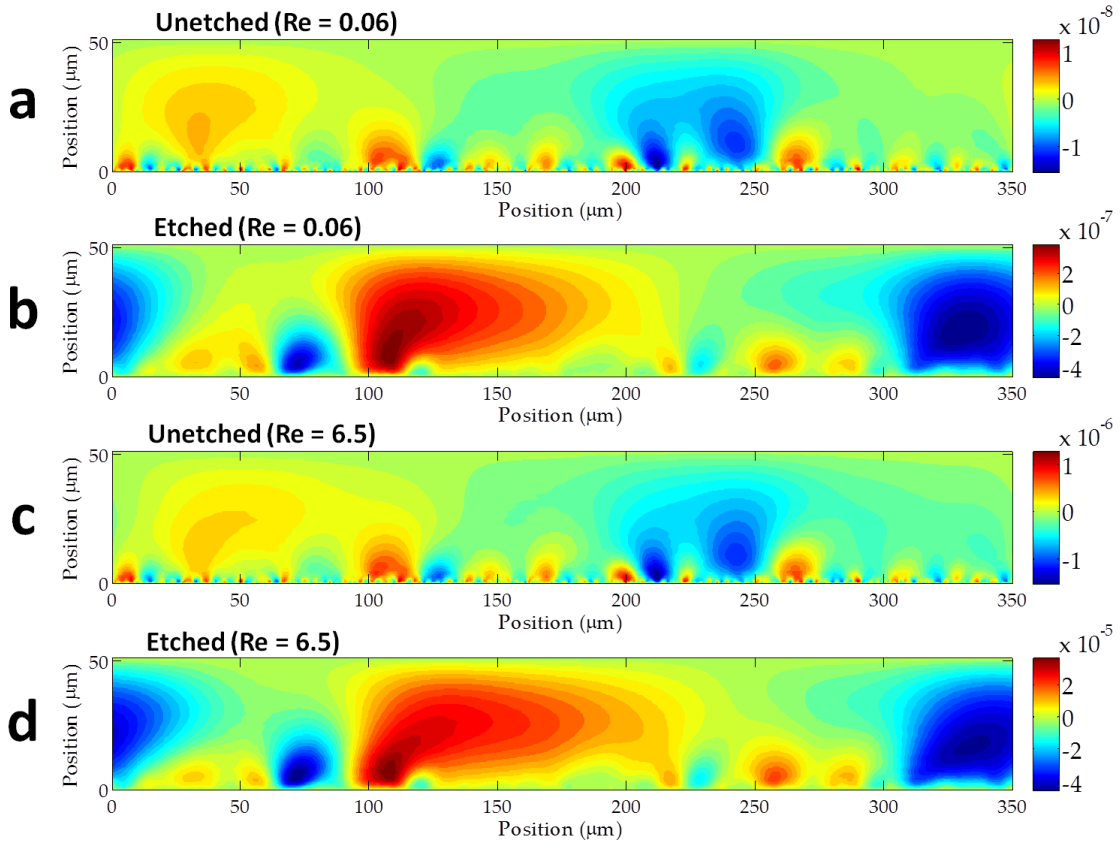 Unetched (Re = 0.06)
x 10-8
a
Position (μm)
50
0
0 50 100 150 200 250 300 350
Position (μm)
1
0
-1
Etched (Re = 0.06)
x 10-7
b
Position (μm)
50
0
0 50 100 150 200 250 300 350
Position (μm)
2
0
-2
-4
Unetched (Re = 6.5)
x 10-6
c
Position (μm)
50
0
0 50 100 150 200 250 300 350
Position (μm)
1
0
-1
Etched (Re = 6.5)
x 10-5
d
Position (μm)
50
0
0 50 100 150 200 250 300 350
Position (μm)
2
0
-2
-4